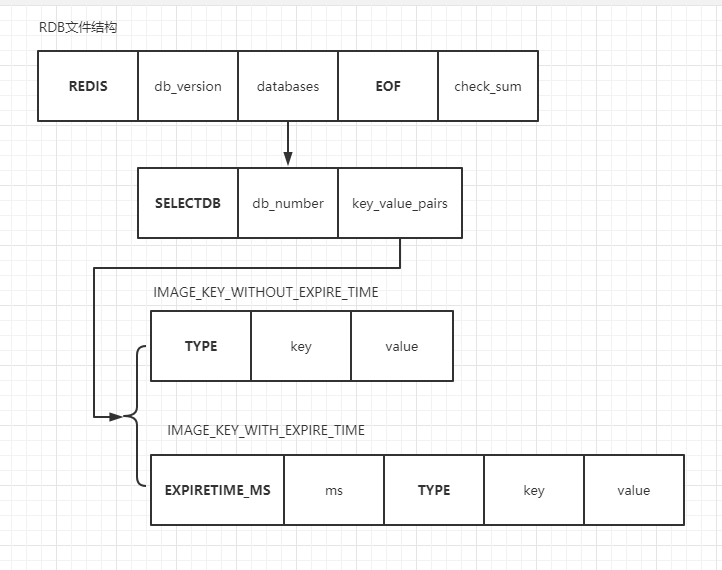 RDB文件结构
REDIS db_version databases EOF check_sum
SELECTDB db_number key_value_pairs
IMAGE_KEY_WITHOUT_EXPIRE_TIME
TYPE key value
IMAGE_KEY_WITH_EXPIRE_TIME
EXPIRETIME_MS ms TYPE key value